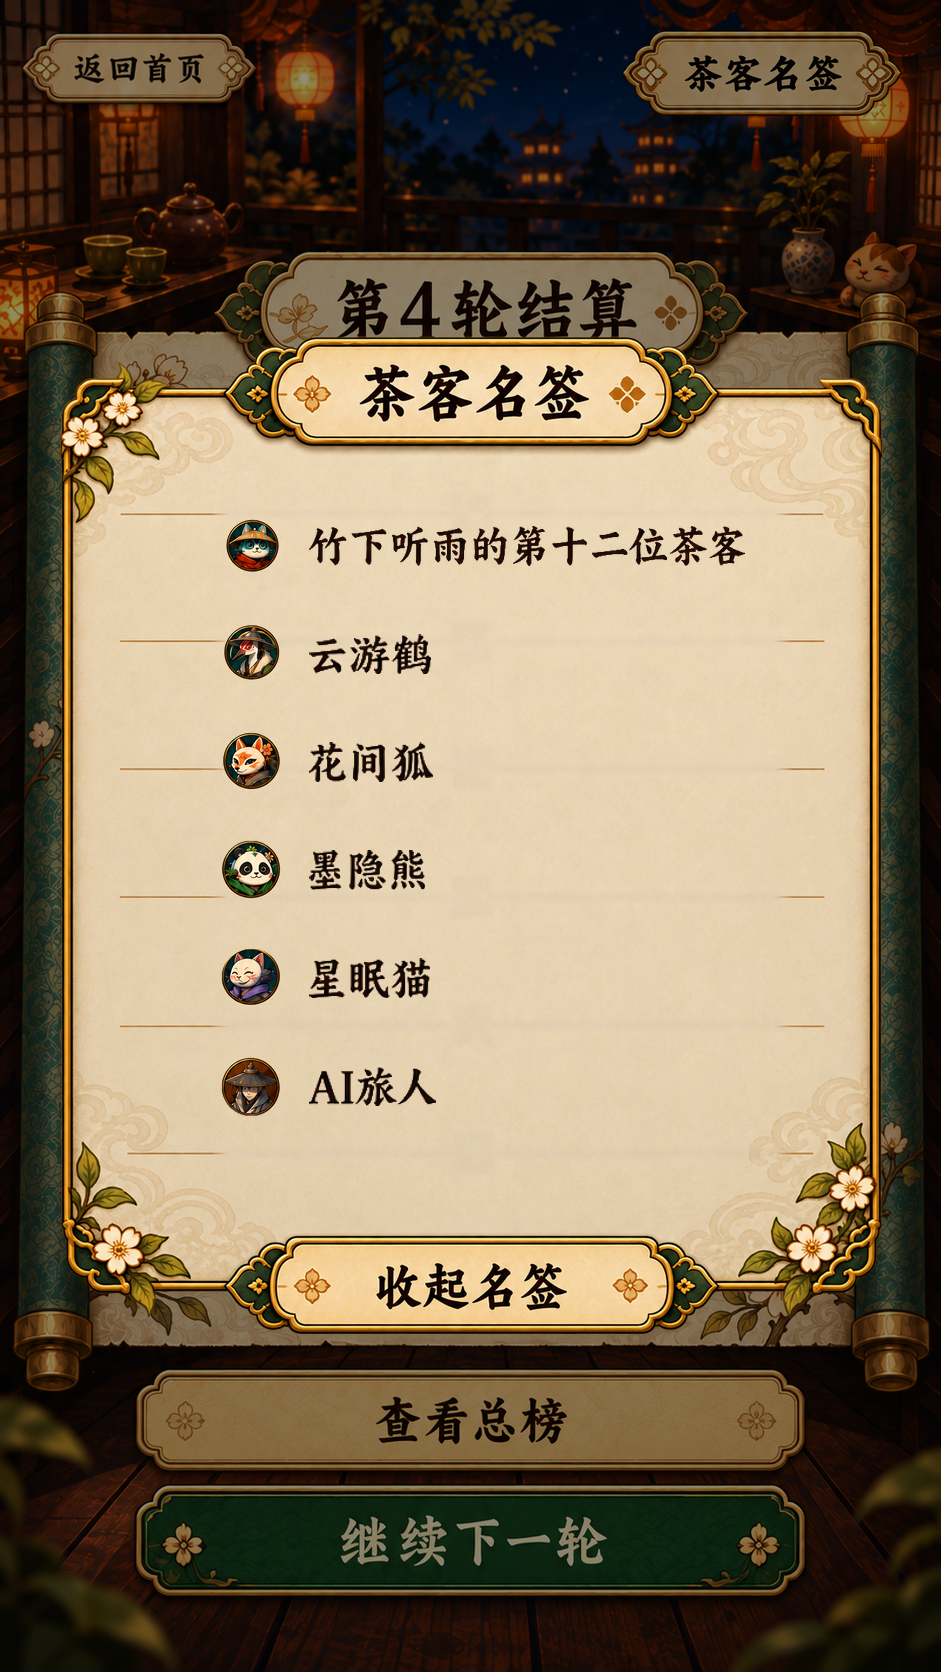 返回首页
茶客名签
第4轮结算
茶客名签
竹下听雨的第十二位茶客
云游鹤
花间狐
墨隐熊
星眠猫
AI旅人
收起名签
查看总榜
继续下一轮